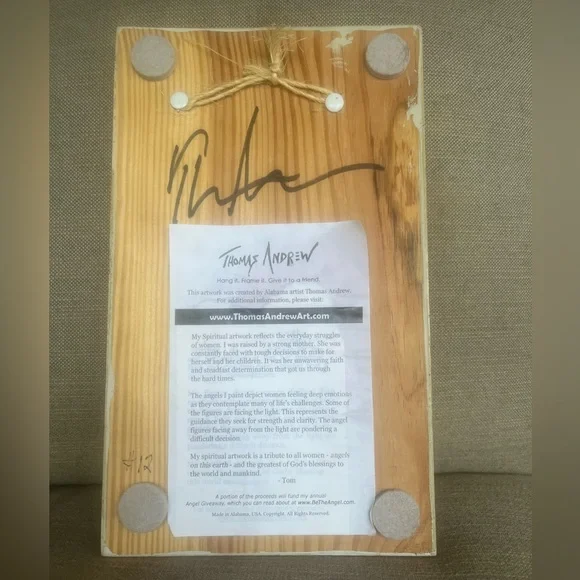 THOMAS ANDREW
Hang it. Frame it. Give it to a friend.
This artwork was created by Alabama artist Thomas Andrew.
For additional information, please visit:
www.ThomasAndrewArt.com
My Spiritual artwork reflects the everyday struggles
of women. I was raised by a strong mother. She was
constantly faced with tough decisions to make for
herself and her children. It was her unwavering faith
and steadfast determination that got us through
the hard times.
The angels I paint depict women feeling deep emotions
as they contemplate many of life's challenges. Some of
the figures are facing the light. This represents the
guidance they seek for strength and clarity. The angel
figures facing away from the light are pondering a
difficult decision.
My spiritual artwork is a tribute to all women - angels
on this earth - and the greatest of God's blessings to
the world and mankind.
- Tom
#12
A portion of the proceeds will fund my annual
Angel Giveaway, which you can read about at www.BeTheAngel.com.
Made in Alabama, USA. Copyright. All Rights Reserved.